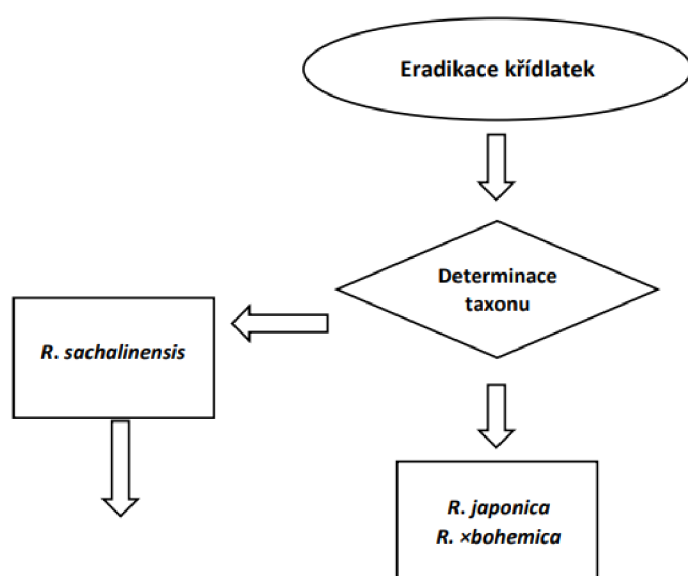 Eradikace křídlatek
Determinace
taxonu
R. sachalinensis
R. japonica
R. ×bohemica